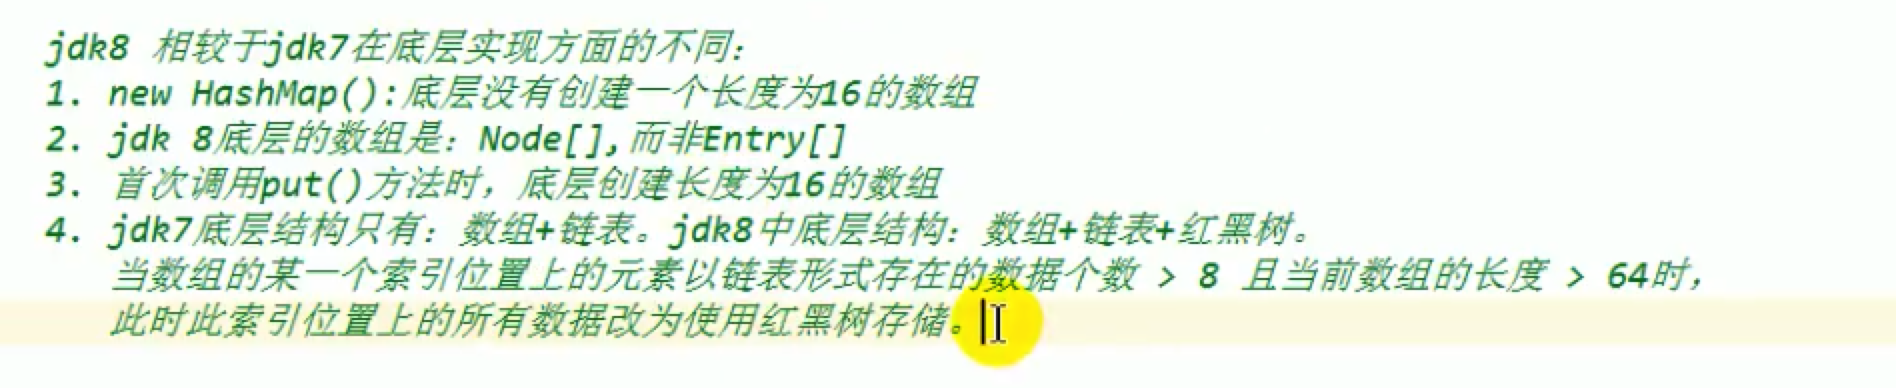 jdk8 相较于jdk7在底层实现方面的不同:
1. new HashMap():底层没有创建一个长度为16的数组
2. jdk 8底层的数组是：Node[],而非Entry[]
3. 首次调用put()方法时，底层创建长度为16的数组
4. jdk7底层结构只有：数组+链表。jdk8中底层结构：数组+链表+红黑树。
当数组的某一个索引位置上的元素以链表形式存在的数据个数 > 8 且当前数组的长度 > 64时，
此时此索引位置上的所有数据改为使用红黑树存储。